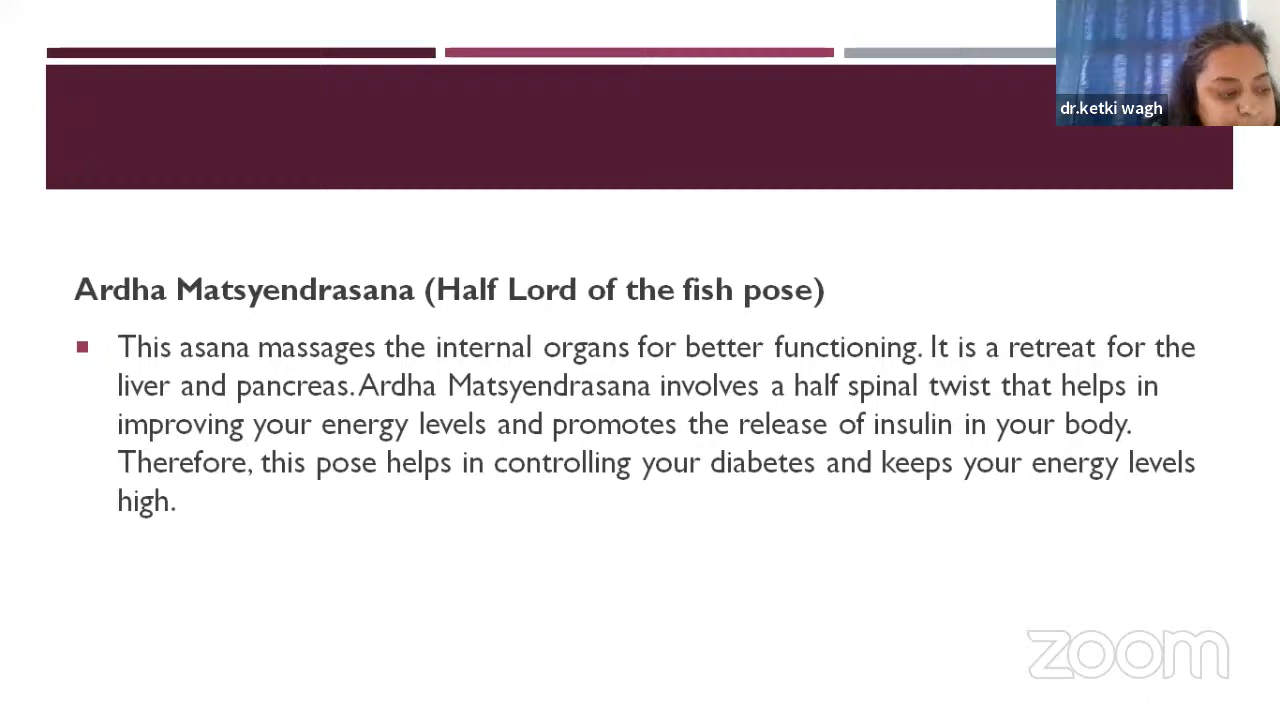 dr.ketki wagh
Ardha Matsyendrasana (Half Lord of the fish pose)
This asana massages the internal organs for better functioning. It is a retreat for the
liver and pancreas. Ardha Matsyendrasana involves a half spinal twist that helps in
improving your energy levels and promotes the release of insulin in your body.
Therefore, this pose helps in controlling your diabetes and keeps your energy levels
high.
zoom